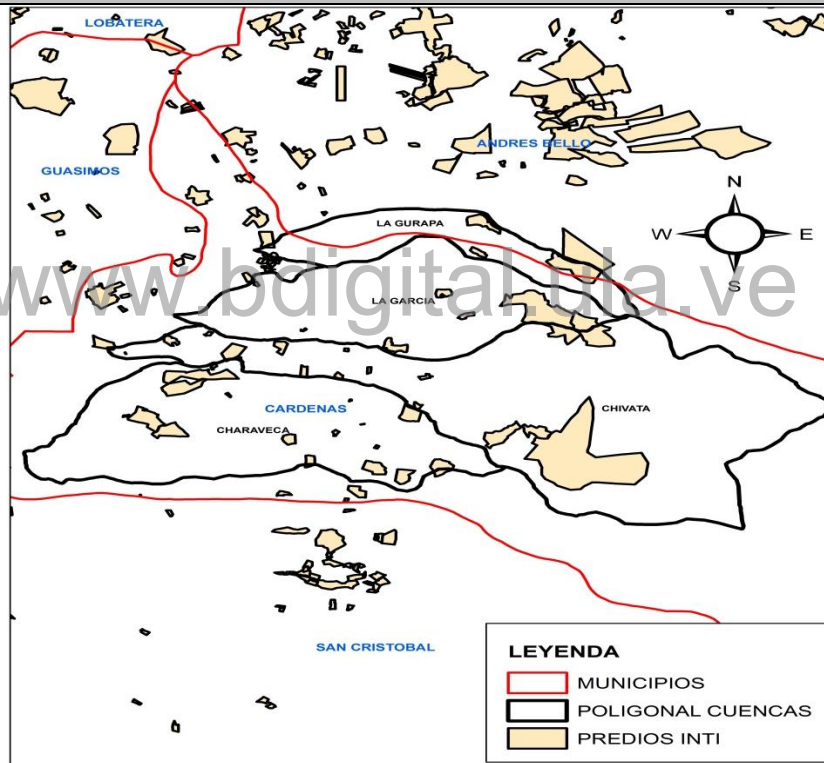 LOBATERA
ANDRES BELLO
GUASIMOS
N
W
E
S
LA GURAPA
www.bdigital.ula.ve
LA GARCIA
CARDENAS
CHIVATA
CHARAVECA
SAN CRISTOBAL
LEYENDA
MUNICIPIOS
POLIGONAL CUENCAS
PREDIOS INTI